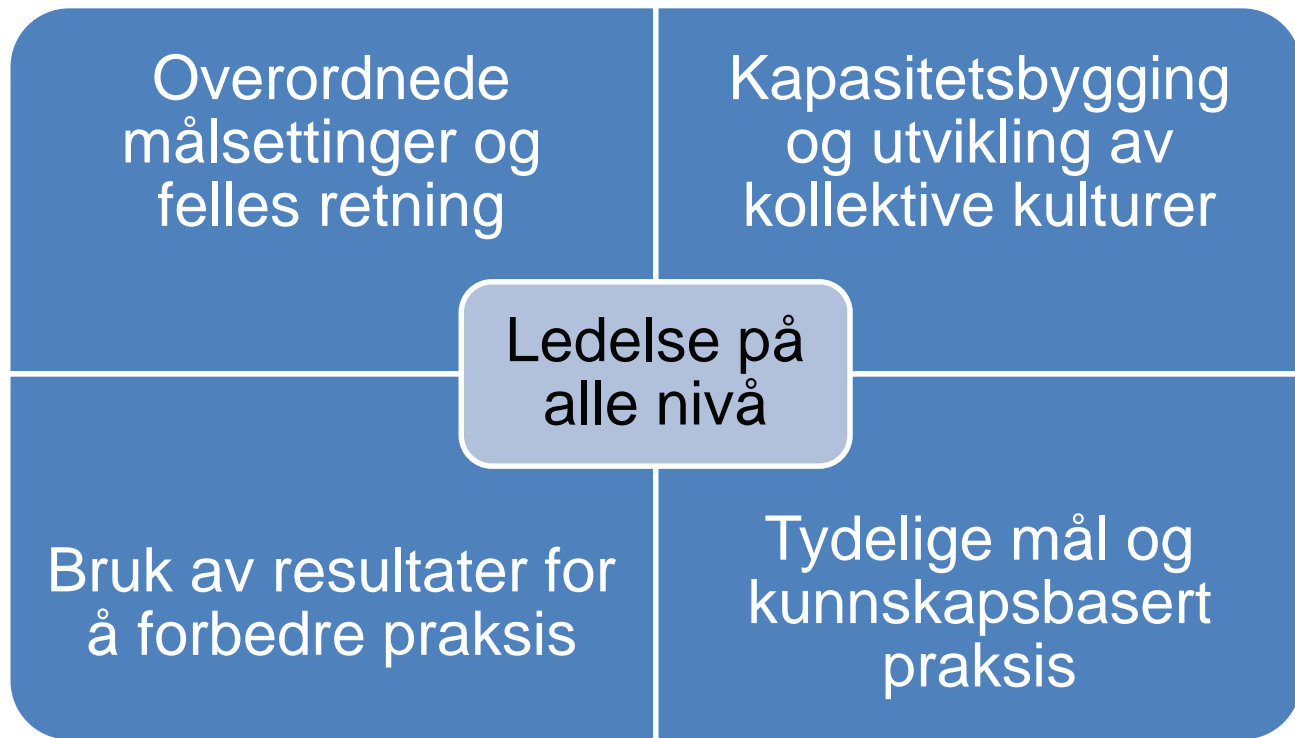 Overordnede
målsettinger og
felles retning
Kapasitetsbygging
og utvikling av
kollektive kulturer
Ledelse på
alle nivå
Bruk av resultater for
å forbedre praksis
Tydelige mål og
kunnskapsbasert
praksis